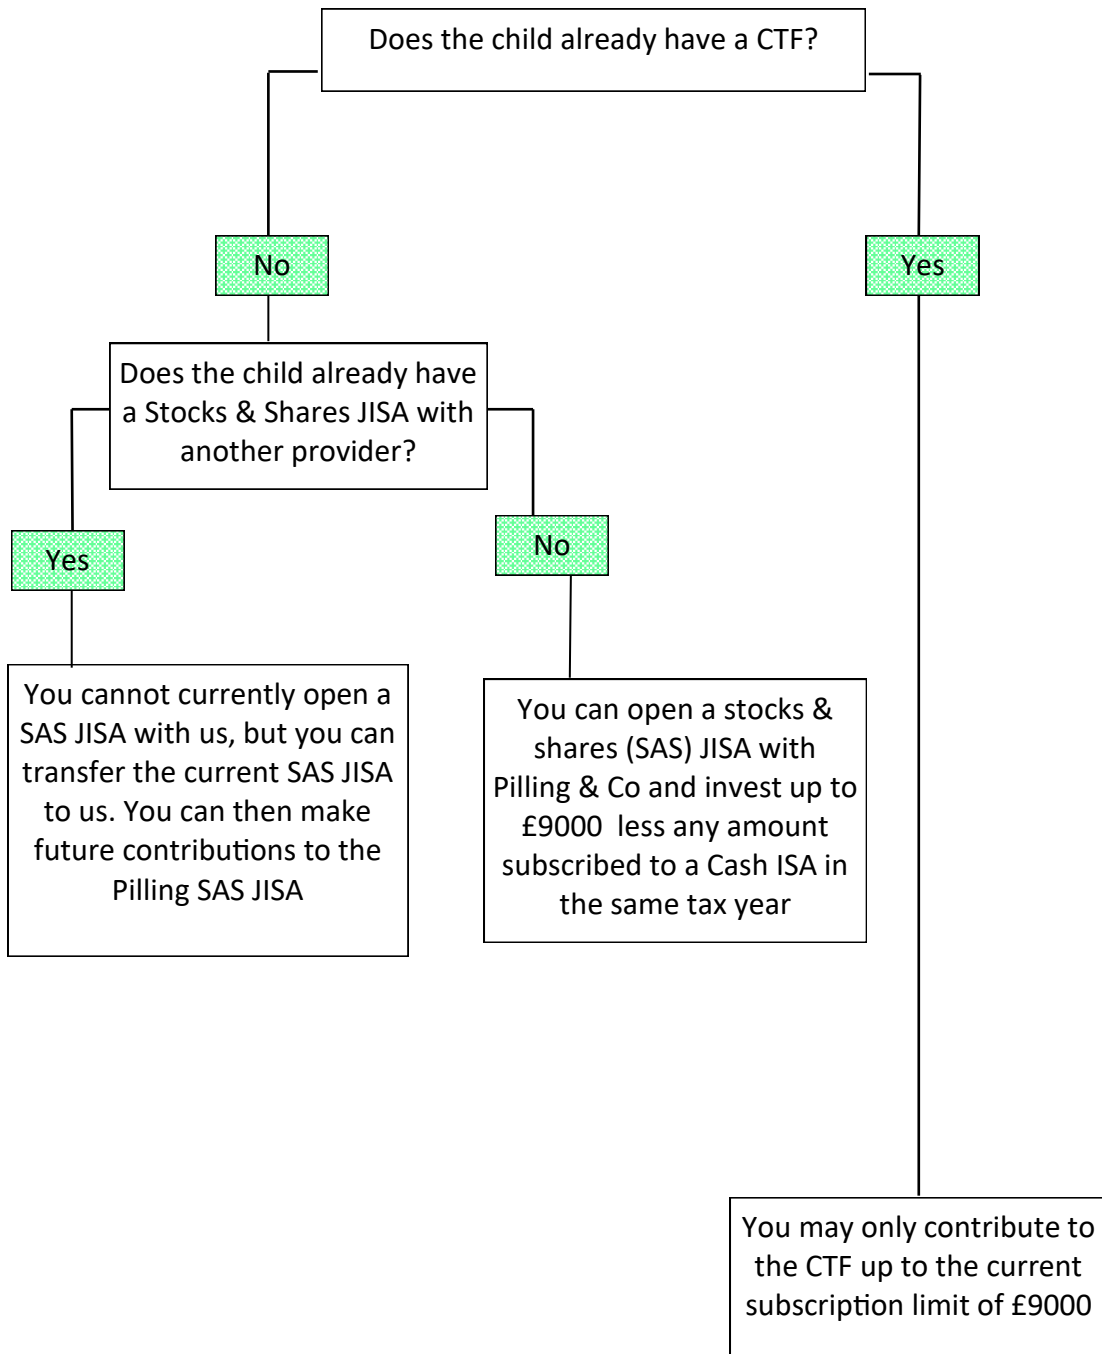 Does the child already have a CTF?
No
Yes
Does the child already have
a Stocks & Shares JISA with
another provider?
Yes
No
You cannot currently open a
SAS JISA with us, but you can
transfer the current SAS JISA
to us. You can then make
future contributions to the
Pilling SAS JISA
You can open a stocks &
shares (SAS) JISA with
Pilling & Co and invest up to
£9000 less any amount
subscribed to a Cash ISA in
the same tax year
You may only contribute to
the CTF up to the current
subscription limit of £9000